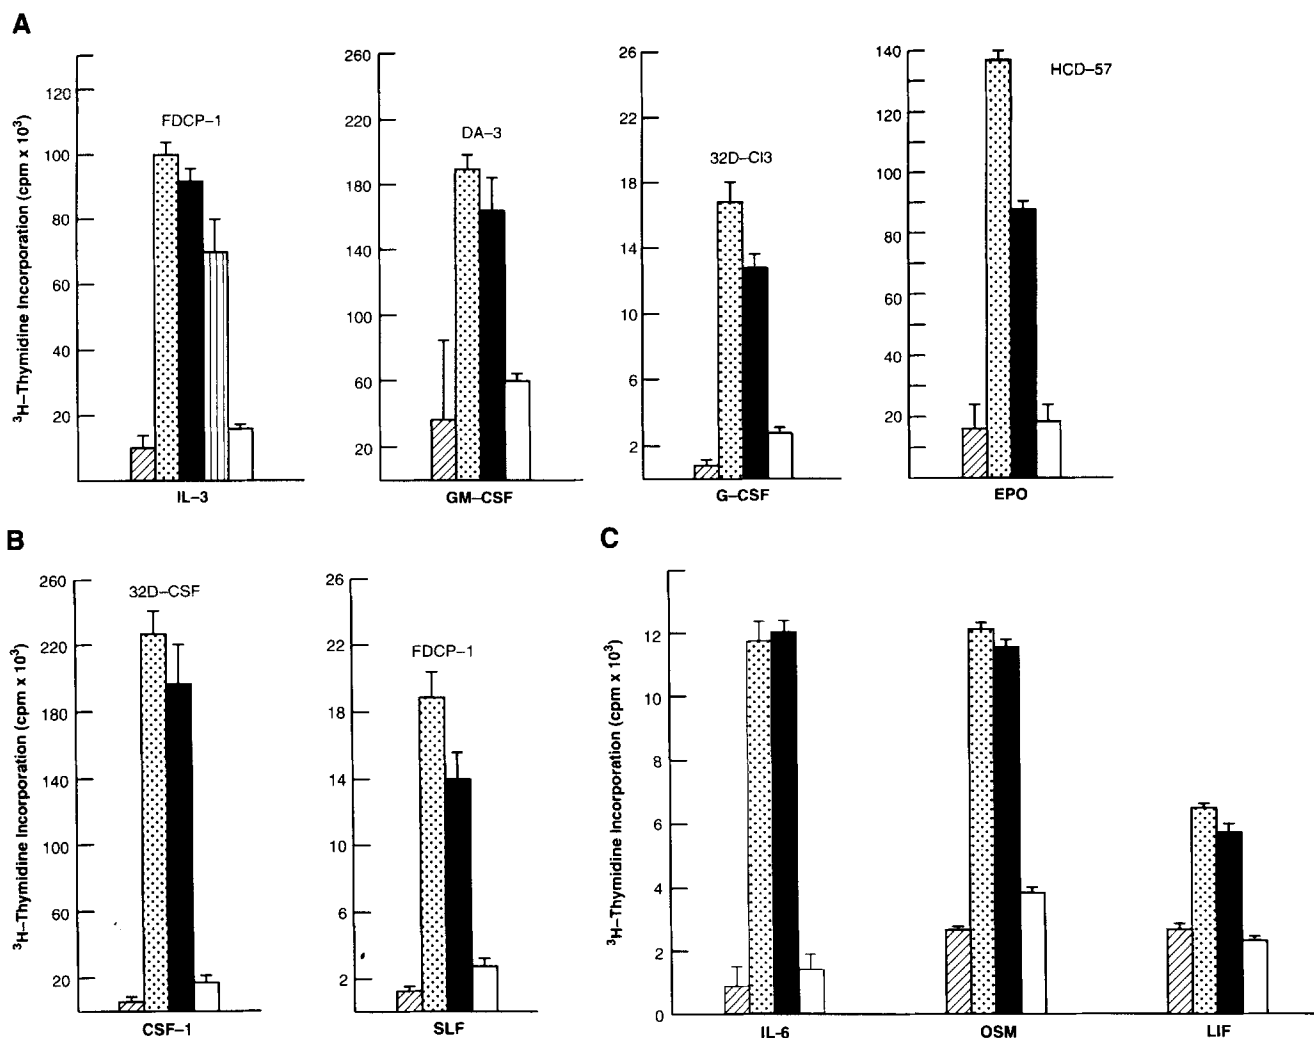 A
³H–Thymidine Incorporation (cpm x 10³)
120
100
80
60
40
20
FDCP–1
IL–3
260
220
180
140
100
60
20
DA–3
GM–CSF
26
22
18
14
10
6
2
32D–Cl3
G–CSF
140
120
100
80
60
40
20
HCD–57
EPO
B
³H–Thymidine Incorporation (cpm x 10³)
260
220
180
140
100
60
20
32D–CSF
CSF–1
26
22
18
14
10
6
2
FDCP–1
SLF
C
³H–Thymidine Incorporation (cpm x 10³)
12
10
8
6
4
2
0
IL-6
OSM
LIF